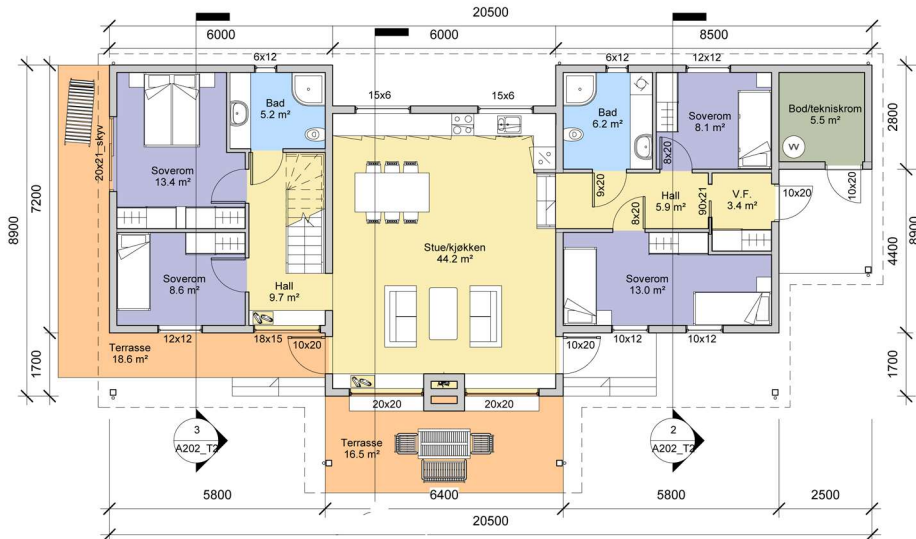 20500
6000
6000
8500
6x12
15x6
15x6
6x12
12x12
20x21_skyv
Bad
5.2 m²
Bad
6.2 m²
Soverom
8.1 m²
Bod/tekniskrom
5.5 m²
VV
Soverom
13.4 m²
8x20
9x20
8x20
Hall
5.9 m²
90x21
V.F.
3.4 m²
10x20
10x20
2800
4400
8900
1700
8900
7200
1700
Stue/kjøkken
44.2 m²
Soverom
8.6 m²
Hall
9.7 m²
Soverom
13.0 m²
Terrasse
18.6 m²
12x12
18x15
10x20
10x20
10x12
10x12
20x20
20x20
3
A202_T2
Terrasse
16.5 m²
2
A202_T2
5800
6400
5800
2500
20500